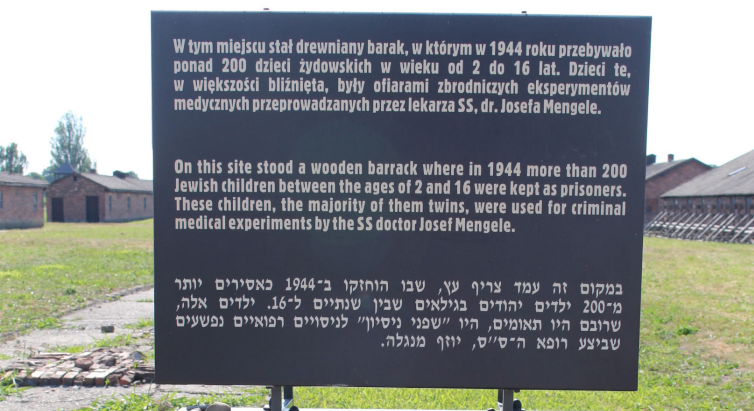 W tym miejscu stał drewniany barak, w którym w 1944 roku przebywało
ponad 200 dzieci żydowskich w wieku od 2 do 16 lat. Dzieci te,
w większości bliźnięta, były ofiarami zbrodniczych eksperymentów
medycznych przeprowadzanych przez lekarza SS, dr. Josefa Mengele.
On this site stood a wooden barrack where in 1944 more than 200
Jewish children between the ages of 2 and 16 were kept as prisoners.
These children, the majority of them twins, were used for criminal
medical experiments by the SS doctor Josef Mengele.
במקום זה עמד צריף עץ, שבו הוחזקו ב־1944 כאסירים יותר
מ־200 ילדים יהודים בגילאים שבין שנתיים ל־16. ילדים אלה,
שרובם היו תאומים, היו "שפני ניסיון" לניסויים רפואיים נפשעים
שביצע רופא ה־ס''ס, יוזף מנגלה.